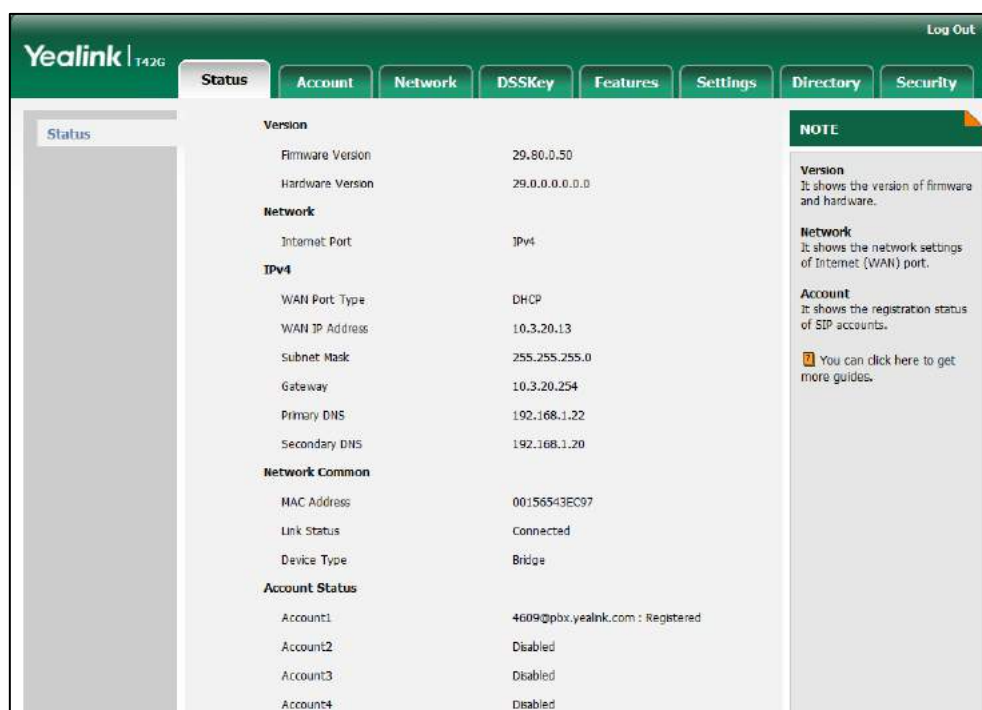 Log Out
Yealink T42G
Status
Account
Network
DSSKey
Features
Settings
Directory
Security
Status
Version
Firmware Version 29.80.0.50
Hardware Version 29.0.0.0.0.0.0
Network
Internet Port IPv4
IPv4
WAN Port Type DHCP
WAN IP Address 10.3.20.13
Subnet Mask 255.255.255.0
Gateway 10.3.20.254
Primary DNS 192.168.1.22
Secondary DNS 192.168.1.20
Network Common
MAC Address 00156543EC97
Link Status Connected
Device Type Bridge
Account Status
Account1 4609@pbx.yealink.com : Registered
Account2 Disabled
Account3 Disabled
Account4 Disabled
NOTE
Version
It shows the version of firmware
and hardware.
Network
It shows the network settings
of Internet (WAN) port.
Account
It shows the registration status
of SIP accounts.
You can click here to get
more guides.